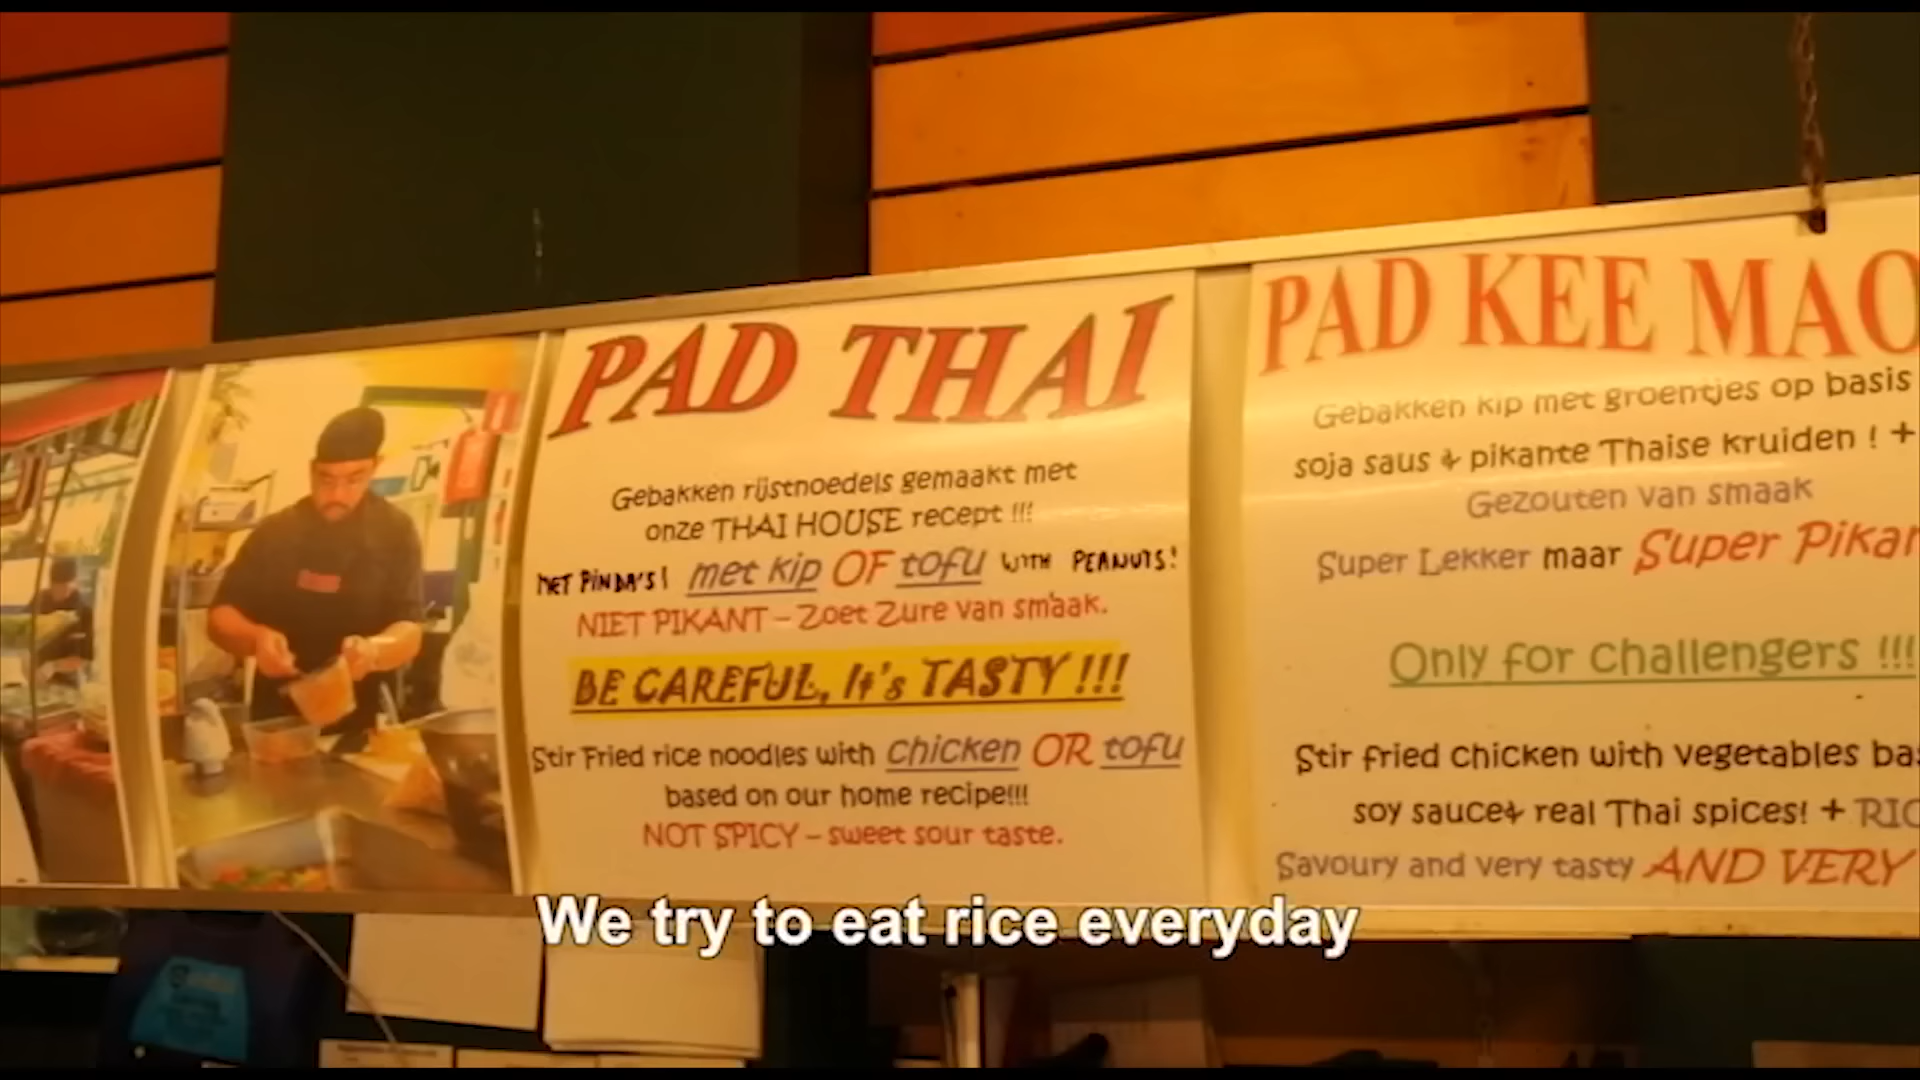 PAD THAI
Gebakken rijstnoedels gemaakt met
onze THAI HOUSE recept !!!
MET PINDA'S! met kip OF tofu WITH PEANUTS!
NIET PIKANT – Zoet Zure van smaak.
BE CAREFUL, It's TASTY !!!
Stir Fried rice noodles with chicken OR tofu
based on our home recipe!!!
NOT SPICY – sweet sour taste.
PAD KEE MAO
Gebakken kip met groentjes op basis
soja saus & pikante Thaise kruiden ! +
Gezouten van smaak
Super Lekker maar Super Pikan
Only for challengers !!!
Stir fried chicken with vegetables bas
soy sauce& real Thai spices! + RIC
Savoury and very tasty AND VERY
We try to eat rice everyday